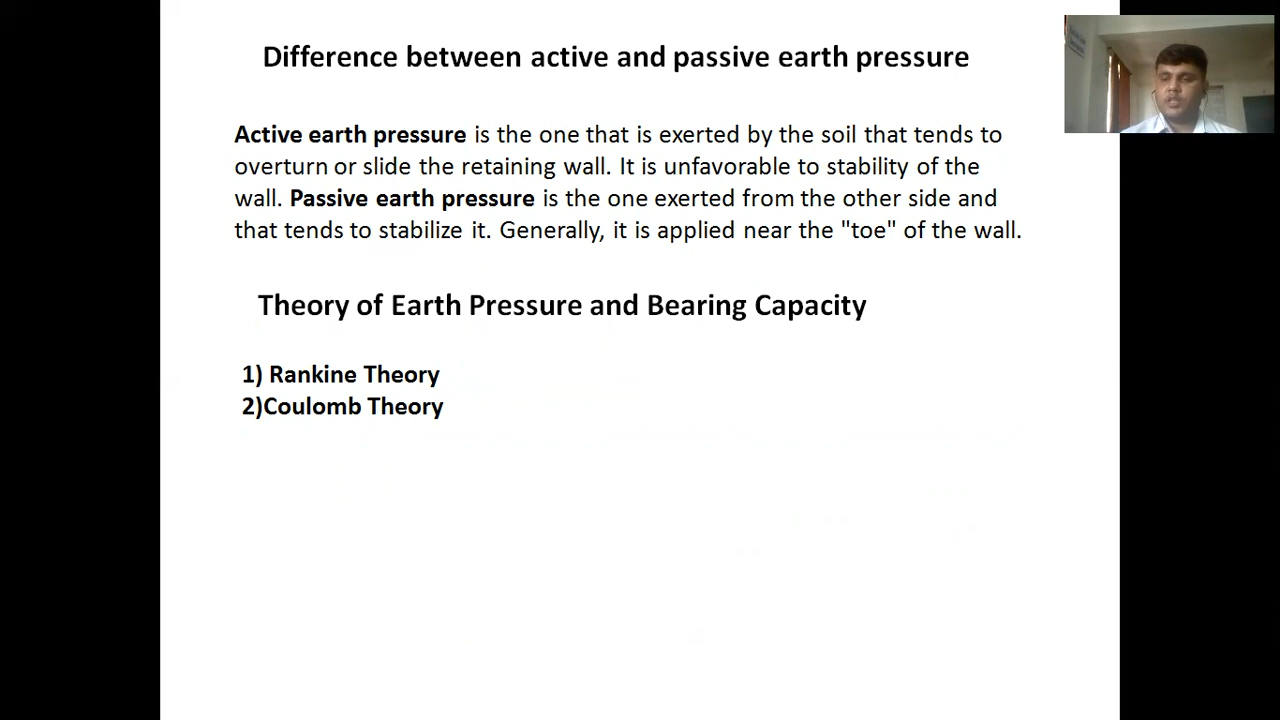 Difference between active and passive earth pressure
Active earth pressure is the one that is exerted by the soil that tends to
overturn or slide the retaining wall. It is unfavorable to stability of the
wall. Passive earth pressure is the one exerted from the other side and
that tends to stabilize it. Generally, it is applied near the "toe" of the wall.
Theory of Earth Pressure and Bearing Capacity
1) Rankine Theory
2)Coulomb Theory